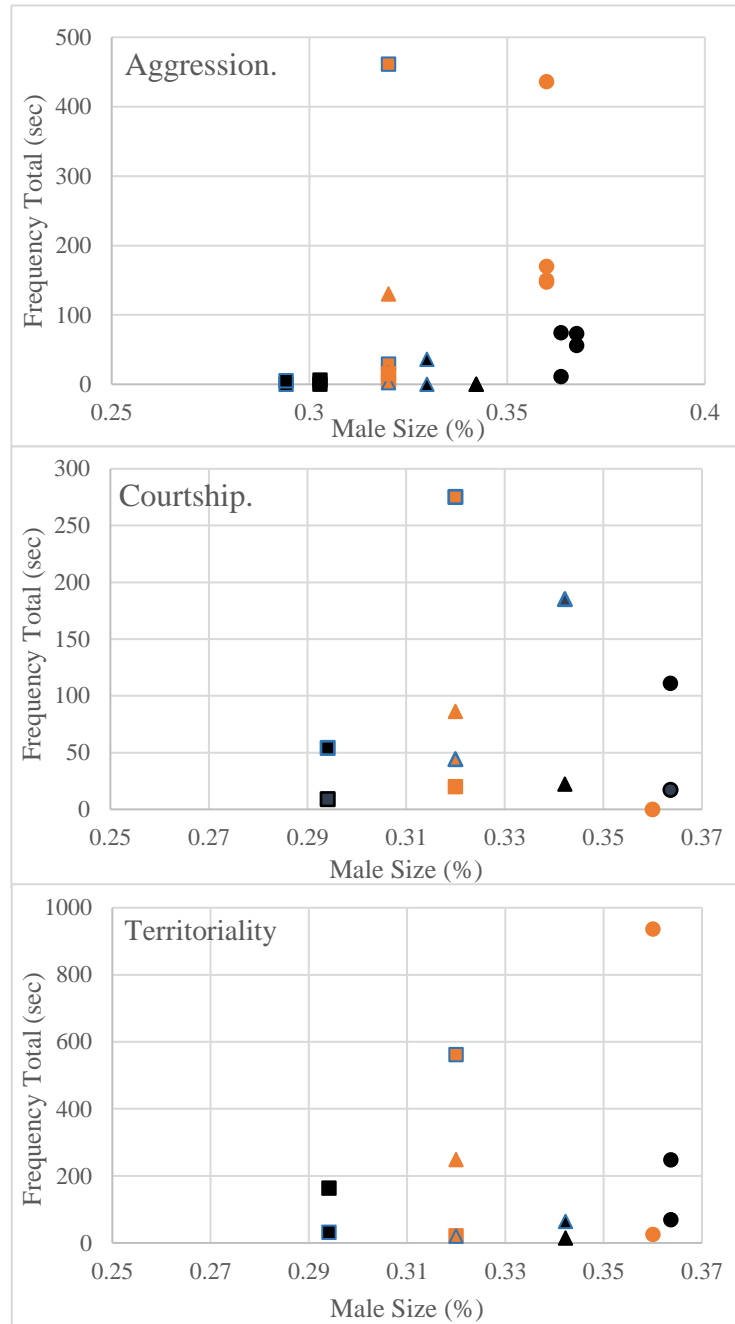 Aggression.
Frequency Total (sec)
500
400
300
200
100
0
0.25 0.3 0.35 0.4
Male Size (%)
Courtship.
Frequency Total (sec)
300
250
200
150
100
50
0
0.25 0.27 0.29 0.31 0.33 0.35 0.37
Male Size (%)
Territoriality
Frequency Total (sec)
1000
800
600
400
200
0
0.25 0.27 0.29 0.31 0.33 0.35 0.37
Male Size (%)